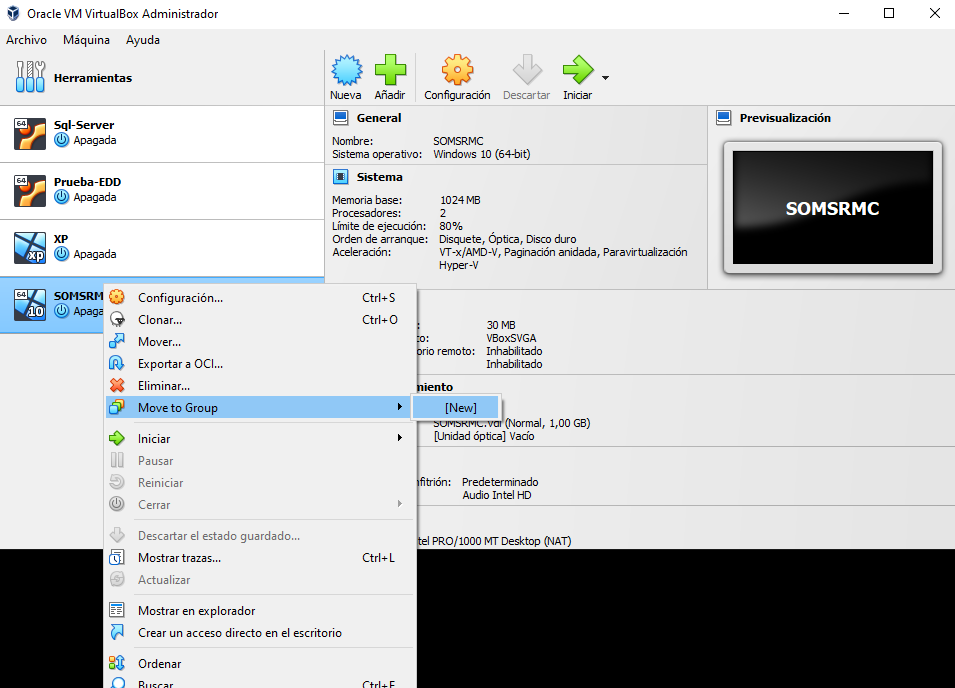 Oracle VM VirtualBox Administrador
Archivo Máquina Ayuda
Herramientas
Nueva Añadir Configuración Descartar Iniciar
64
Sql-Server
Apagada
64
Prueba-EDD
Apagada
XP
xp
Apagada
64
SOMSRM
10
Apaga
General
Nombre: SOMSRMC
Sistema operativo: Windows 10 (64-bit)
Sistema
Memoria base: 1024 MB
Procesadores: 2
Límite de ejecución: 80%
Orden de arranque: Disquete, Óptica, Disco duro
Aceleración: VT-x/AMD-V, Paginación anidada, Paravirtualización
Hyper-V
Previsualización
SOMSRMC
: 30 MB
to: VBoxSVGA
orio remoto: Inhabilitado
Inhabilitado
miento
SOMSRMC.vdi (Normal, 1,00 GB)
[Unidad óptica] Vacío
nfitrión: Predeterminado
Audio Intel HD
tel PRO/1000 MT Desktop (NAT)
Configuración... Ctrl+S
Clonar... Ctrl+O
Mover...
Exportar a OCI...
Eliminar...
Move to Group
[New]
Iniciar
Pausar
Reiniciar
Cerrar
Descartar el estado guardado...
Mostrar trazas... Ctrl+L
Actualizar
Mostrar en explorador
Crear un acceso directo en el escritorio
Ordenar
Buscar Ctrl+F